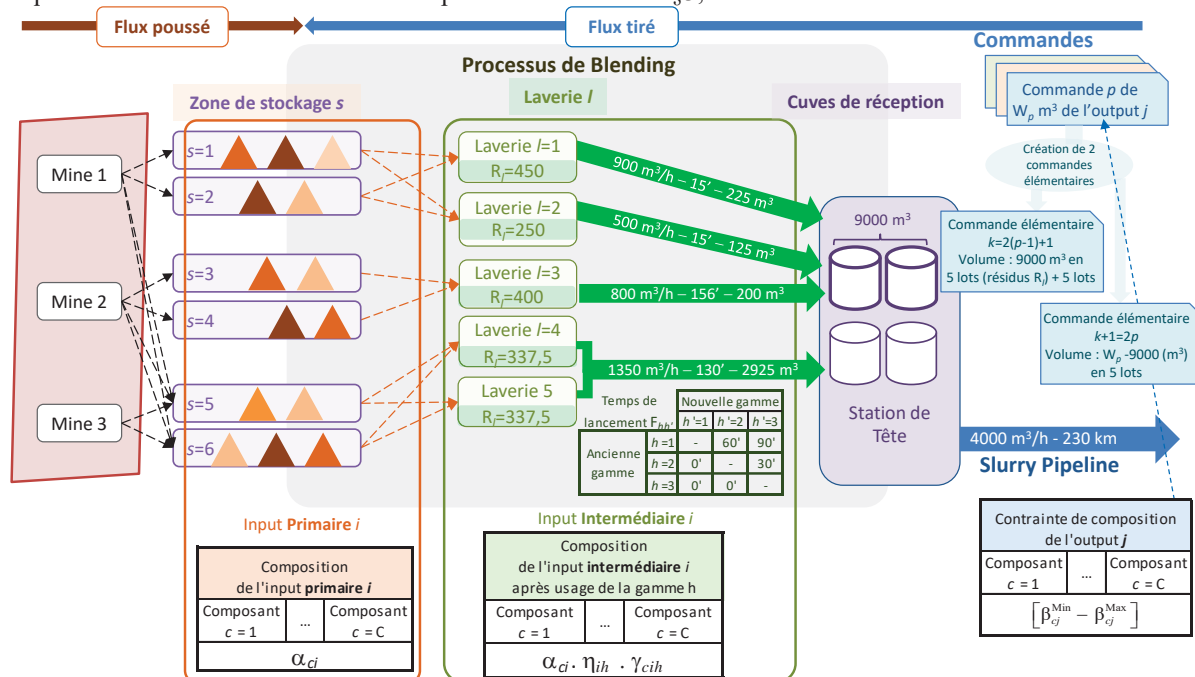 Flux poussé
Flux tiré
Commandes
Processus de Blending
Zone de stockage s
Laverie l
Cuves de réception
Commande p de
Wp m³ de l'output j
Création de 2
commandes
élémentaires
Mine 1
Mine 2
Mine 3
s=1
s=2
s=3
s=4
s=5
s=6
Laverie l=1
Rl=450
Laverie l=2
Rl=250
Laverie l=3
Rl=400
Laverie l=4
Rl=337,5
Laverie 5
Rl=337,5
900 m³/h – 15' – 225 m³
500 m³/h – 15' – 125 m³
800 m³/h – 156' – 200 m³
1350 m³/h – 130' – 2925 m³
9000 m³
Station de
Tête
Commande élémentaire
k=2(p-1)+1
Volume : 9000 m³ en
5 lots (résidus Rl) + 5 lots
Commande élémentaire
k+1=2p
Volume : Wp -9000 (m³)
en 5 lots
Temps de
lancement Fhh'
Nouvelle gamme
h'=1 h'=2 h'=3
Ancienne
gamme
h=1 - 60' 90'
h=2 0' - 30'
h=3 0' 0' -
4000 m³/h - 230 km
Slurry Pipeline
Input Primaire i
Composition
de l'input primaire i
Composant
c = 1
...
Composant
c = C
αci
Input Intermédiaire i
Composition
de l'input intermédiaire i
après usage de la gamme h
Composant
c = 1
...
Composant
c = C
αci . ηih . γcih
Contrainte de composition
de l'output j
Composant
c = 1
...
Composant
c = C
[βcj^Min – βcj^Max]